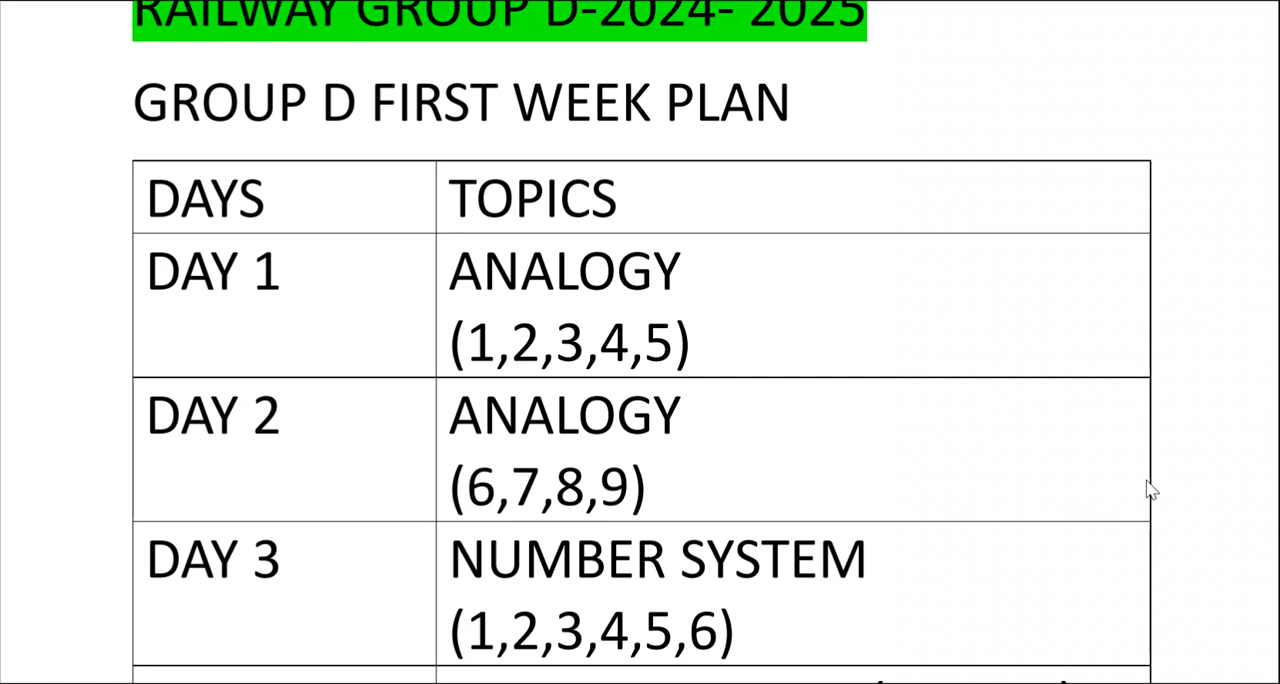 RAILWAY GROUP D-2024- 2025
GROUP D FIRST WEEK PLAN
DAYS TOPICS
DAY 1 ANALOGY
(1,2,3,4,5)
DAY 2 ANALOGY
(6,7,8,9)
DAY 3 NUMBER SYSTEM
(1,2,3,4,5,6)